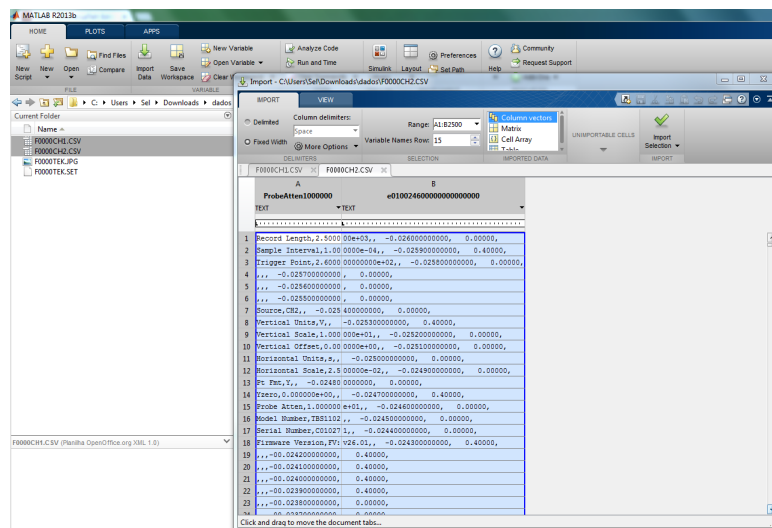 MATLAB R2013b
HOME PLOTS APPS
New Script New Open Find Files Compare Import Data Save Workspace New Variable Open Variable Clear Analyze Code Run and Time Simulink Layout Preferences Set Path Help Community Request Support
FILE VARIABLE
C: Users Sel Downloads dados
Current Folder
Name
F0000CH1.CSV
F0000CH2.CSV
F0000TEK.JPG
F0000TEK.SET
F0000CH1.CSV (Planilha OpenOffice.org XML 1.0)
Import - C:\Users\Sel\Downloads\dados\F0000CH2.CSV
IMPORT VIEW
Delimited Column delimiters: Range: A1:B2500 Column vectors
Space Matrix UNIMPORTABLE CELLS Import Selection
Fixed Width More Options Variable Names Row: 15 Cell Array
Table
DELIMITERS SELECTION IMPORTED DATA IMPORT
F0000CH1.CSV F0000CH2.CSV
A B
ProbeAtten1000000 e010024600000000000000
TEXT TEXT
1 Record Length,2.5000 00e+03,, -0.026000000000, 0.00000,
2 Sample Interval,1.00 0000e-04,, -0.025900000000, 0.40000,
3 Trigger Point,2.6000 00000000e+02,, -0.025800000000, 0.00000,
4 ,,, -0.025700000000, 0.00000,
5 ,,, -0.025600000000, 0.00000,
6 ,,, -0.025500000000, 0.00000,
7 Source,CH2,, -0.025 400000000, 0.00000,
8 Vertical Units,V,, -0.025300000000, 0.40000,
9 Vertical Scale,1.000 000e+01,, -0.025200000000, 0.00000,
10 Vertical Offset,0.00 0000e+00,, -0.025100000000, 0.00000,
11 Horizontal Units,s,, -0.025000000000, 0.00000,
12 Horizontal Scale,2.5 00000e-02,, -0.024900000000, 0.00000,
13 Pt Fmt,Y,, -0.02480 0000000, 0.00000,
14 Yzero,0.000000e+00,, -0.024700000000, 0.40000,
15 Probe Atten,1.000000 e+01,, -0.024600000000, 0.00000,
16 Model Number,TBS1102 ,, -0.024500000000, 0.00000,
17 Serial Number,C01027 1,, -0.024400000000, 0.00000,
18 Firmware Version,FV: v26.01,, -0.024300000000, 0.40000,
19 ,,,-00.024200000000, 0.40000,
20 ,,,-00.024100000000, 0.40000,
21 ,,,-00.024000000000, 0.40000,
22 ,,,-00.023900000000, 0.40000,
23 ,,,-00.023800000000, 0.00000,
Click and drag to move the document tabs...